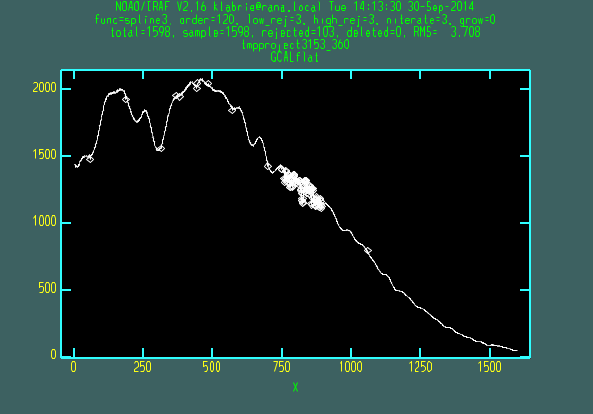 NOAO/IRAF V2.16 klabrie@rana.local Tue 14:13:30 30-Sep-2014
func=spline3, order=120, low_rej=3, high_rej=3, niterate=3, grow=0
total=1598, sample=1598, rejected=103, deleted=0, RMS= 3.708
tmpproject3153_360
GCALflat
2000
1500
1000
500
0
0 250 500 750 1000 1250 1500
X